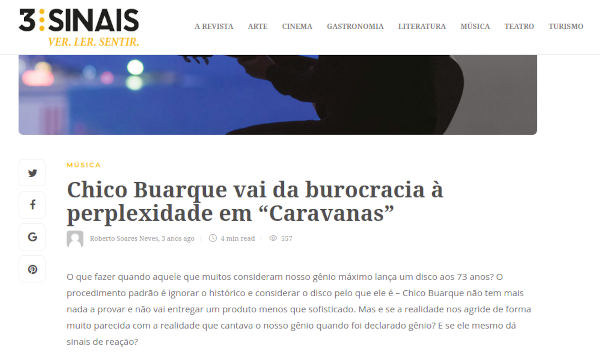 3:SINAIS
VER. LER. SENTIR.
A REVISTA ARTE CINEMA GASTRONOMIA LITERATURA MÚSICA TEATRO TURISMO
MÚSICA
Chico Buarque vai da burocracia à
perplexidade em “Caravanas”
Roberto Soares Neves, 3 anos ago 4 min read 357
O que fazer quando aquele que muitos consideram nosso gênio máximo lança um disco aos 73 anos? O
procedimento padrão é ignorar o histórico e considerar o disco pelo que ele é – Chico Buarque não tem mais
nada a provar e não vai entregar um produto menos que sofisticado. Mas e se a realidade nos agride de forma
muito parecida com a realidade que cantava o nosso gênio quando foi declarado gênio? E se ele mesmo dá
sinais de reação?